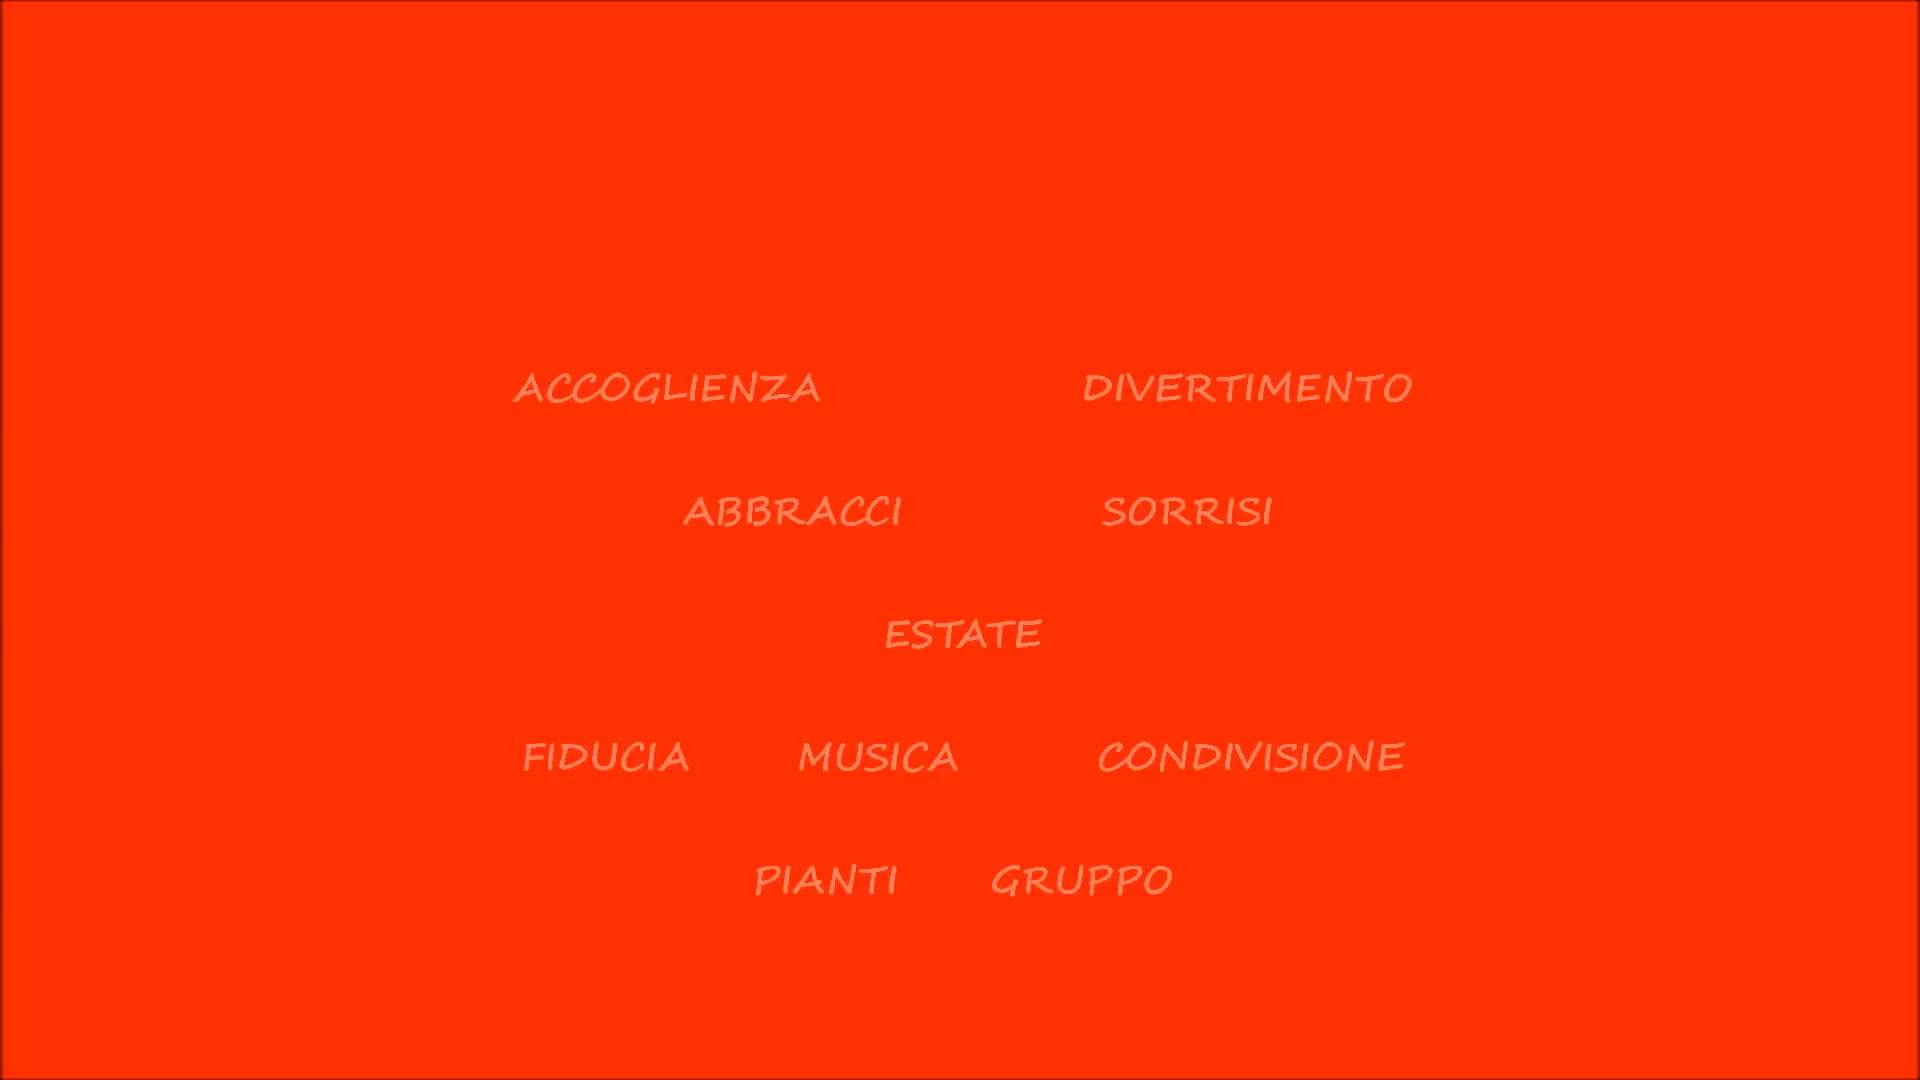 ACCOGLIENZA DIVERTIMENTO
ABBRACCI SORRISI
ESTATE
FIDUCIA MUSICA CONDIVISIONE
PIANTI GRUPPO